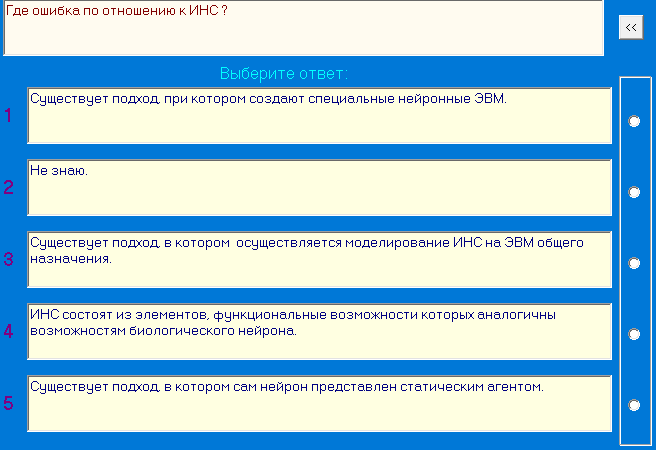 Где ошибка по отношению к ИНС ?
<<
Выберите ответ:
1
Существует подход, при котором создают специальные нейронные ЭВМ.
2
Не знаю.
3
Существует подход, в котором осуществляется моделирование ИНС на ЭВМ общего
назначения.
4
ИНС состоят из элементов, функциональные возможности которых аналогичны
возможностям биологического нейрона.
5
Существует подход, в котором сам нейрон представлен статическим агентом.